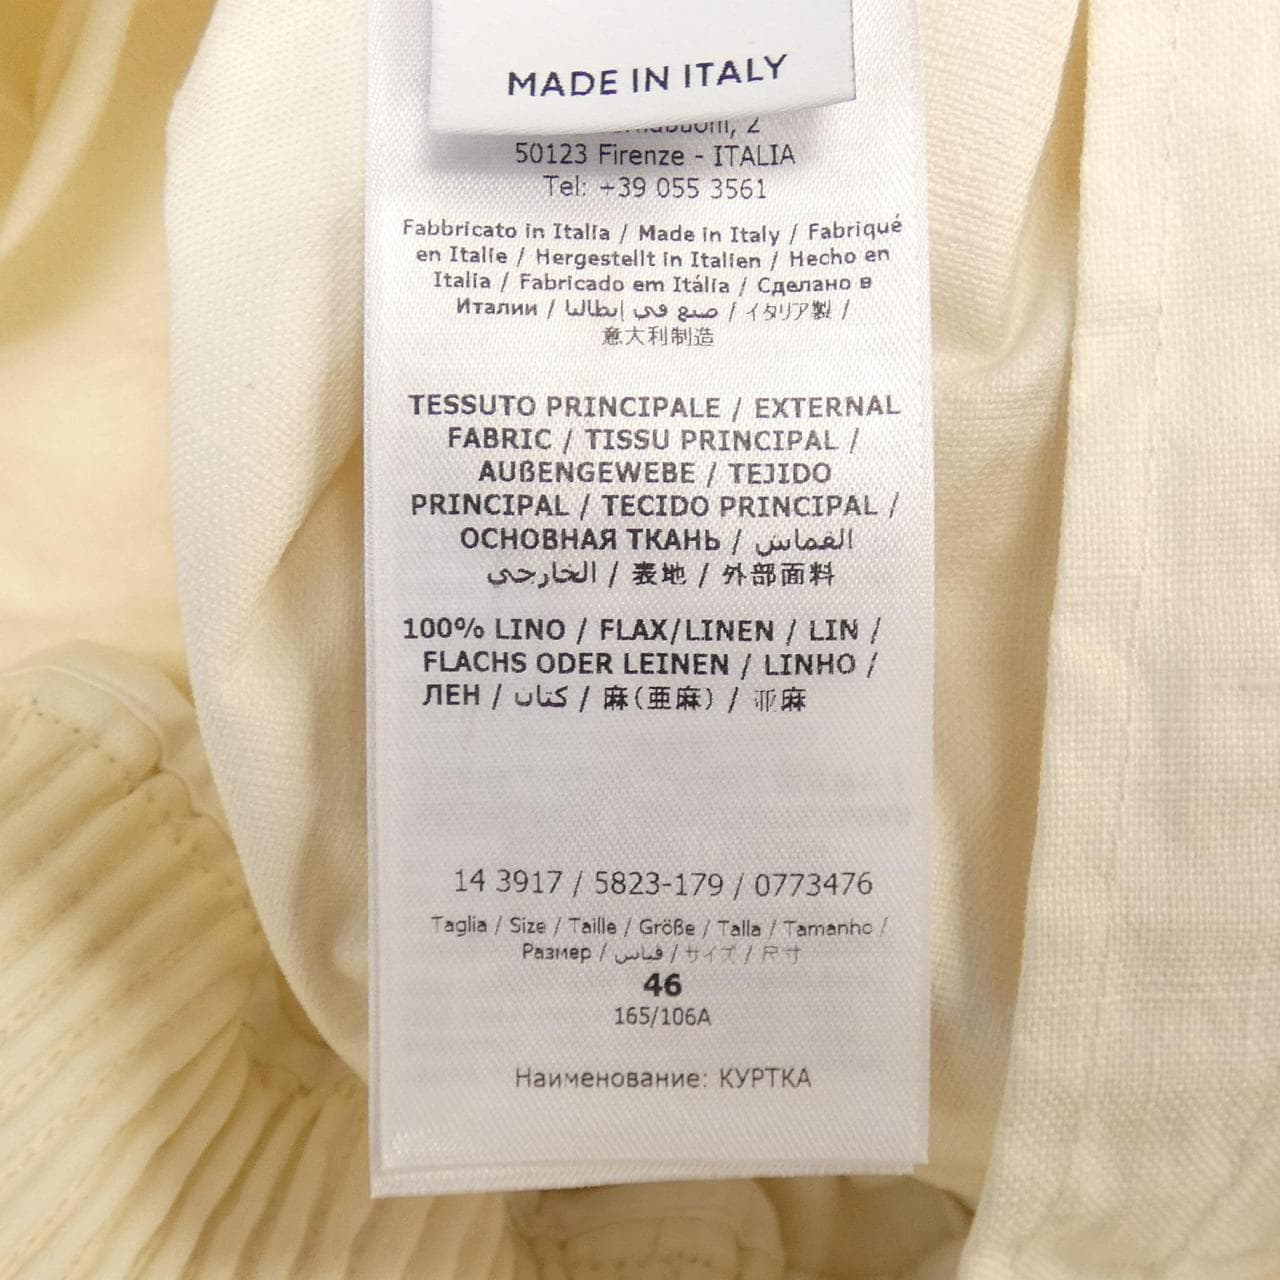 MADE IN ITALY
2
50123 Firenze - ITALIA
Tel: +39 055 3561
Fabbricato in Italia / Made in Italy / Fabriqué
en Italie / Hergestellt in Italien / Hecho en
Italia / Fabricado em Itália / Сделано в
Италии / صنع في إيطاليا / イタリア製 /
意大利制造
TESSUTO PRINCIPALE / EXTERNAL
FABRIC / TISSU PRINCIPAL /
AUßENGEWEBE / TEJIDO
PRINCIPAL / TECIDO PRINCIPAL /
ОСНОВНАЯ ТКАНЬ / القماش
الخارجي / 表地 / 外部面料
100% LINO / FLAX/LINEN / LIN /
FLACHS ODER LEINEN / LINHO /
ЛЕН / كتان / 麻(亜麻) / 亚麻
14 3917 / 5823-179 / 0773476
Taglia / Size / Taille / Größe / Talla / Tamanho /
Размер / قياس / サイズ / 尺寸
46
165/106A
Наименование: КУРТКА